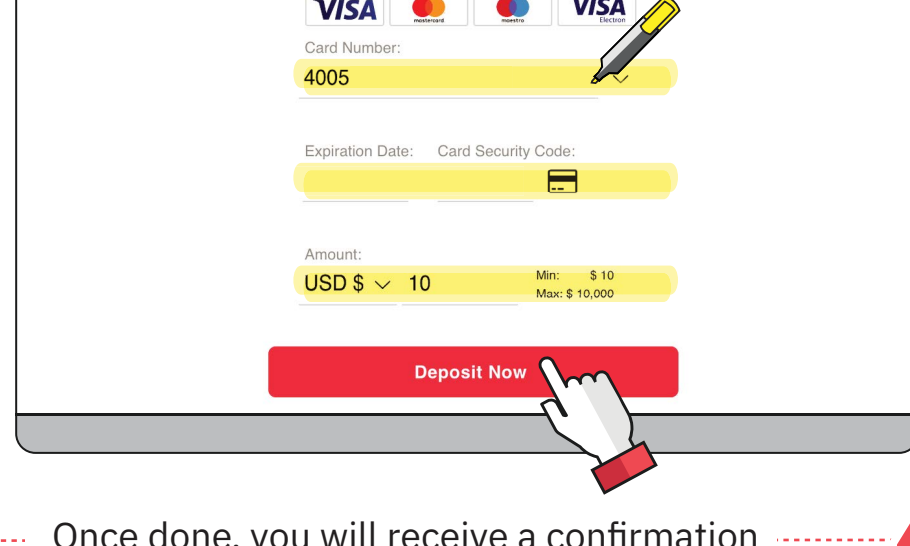 VISA mastercard maestro VISA Electron
Card Number:
4005
Expiration Date: Card Security Code:
Amount:
USD $ 10 Min: $ 10
Max: $ 10,000
Deposit Now
Once done, you will receive a confirmation